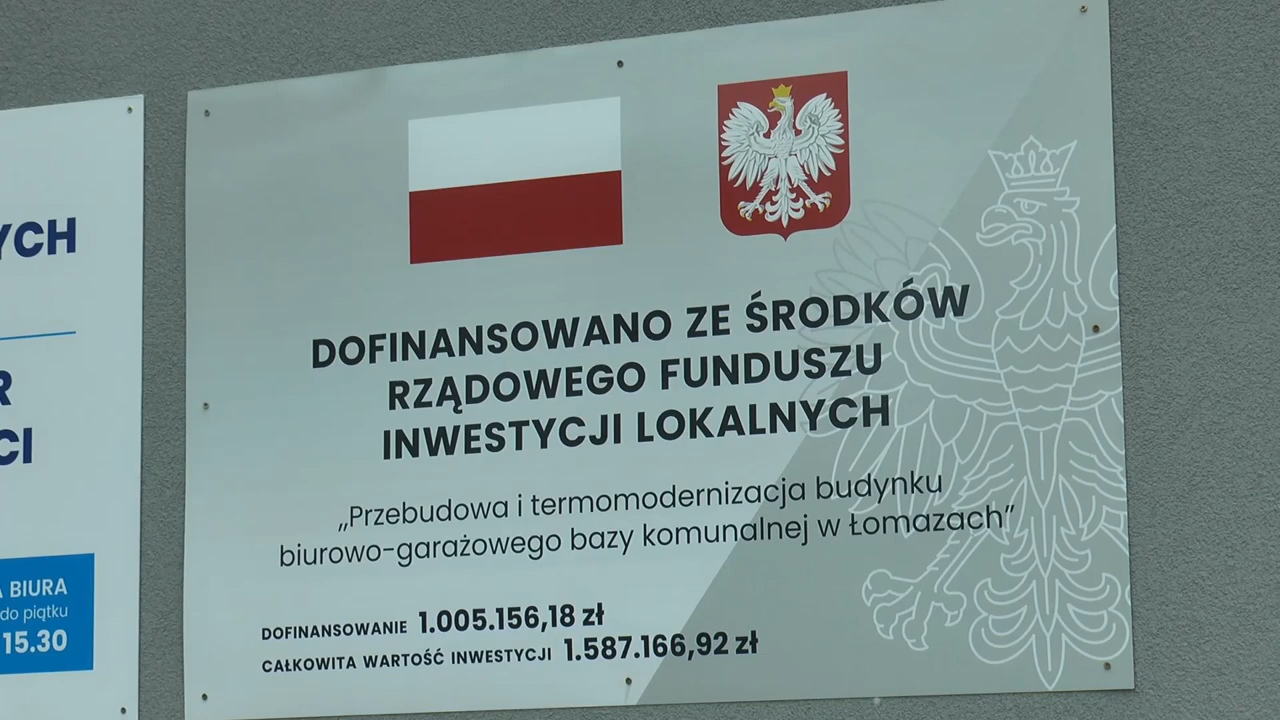 YCH
R
CI
A BIURA
do piątku
15.30
DOFINANSOWANO ZE ŚRODKÓW
RZĄDOWEGO FUNDUSZU
INWESTYCJI LOKALNYCH
„Przebudowa i termomodernizacja budynku
biurowo-garażowego bazy komunalnej w Łomazach”
DOFINANSOWANIE 1.005.156,18 zł
CAŁKOWITA WARTOŚĆ INWESTYCJI 1.587.166,92 zł